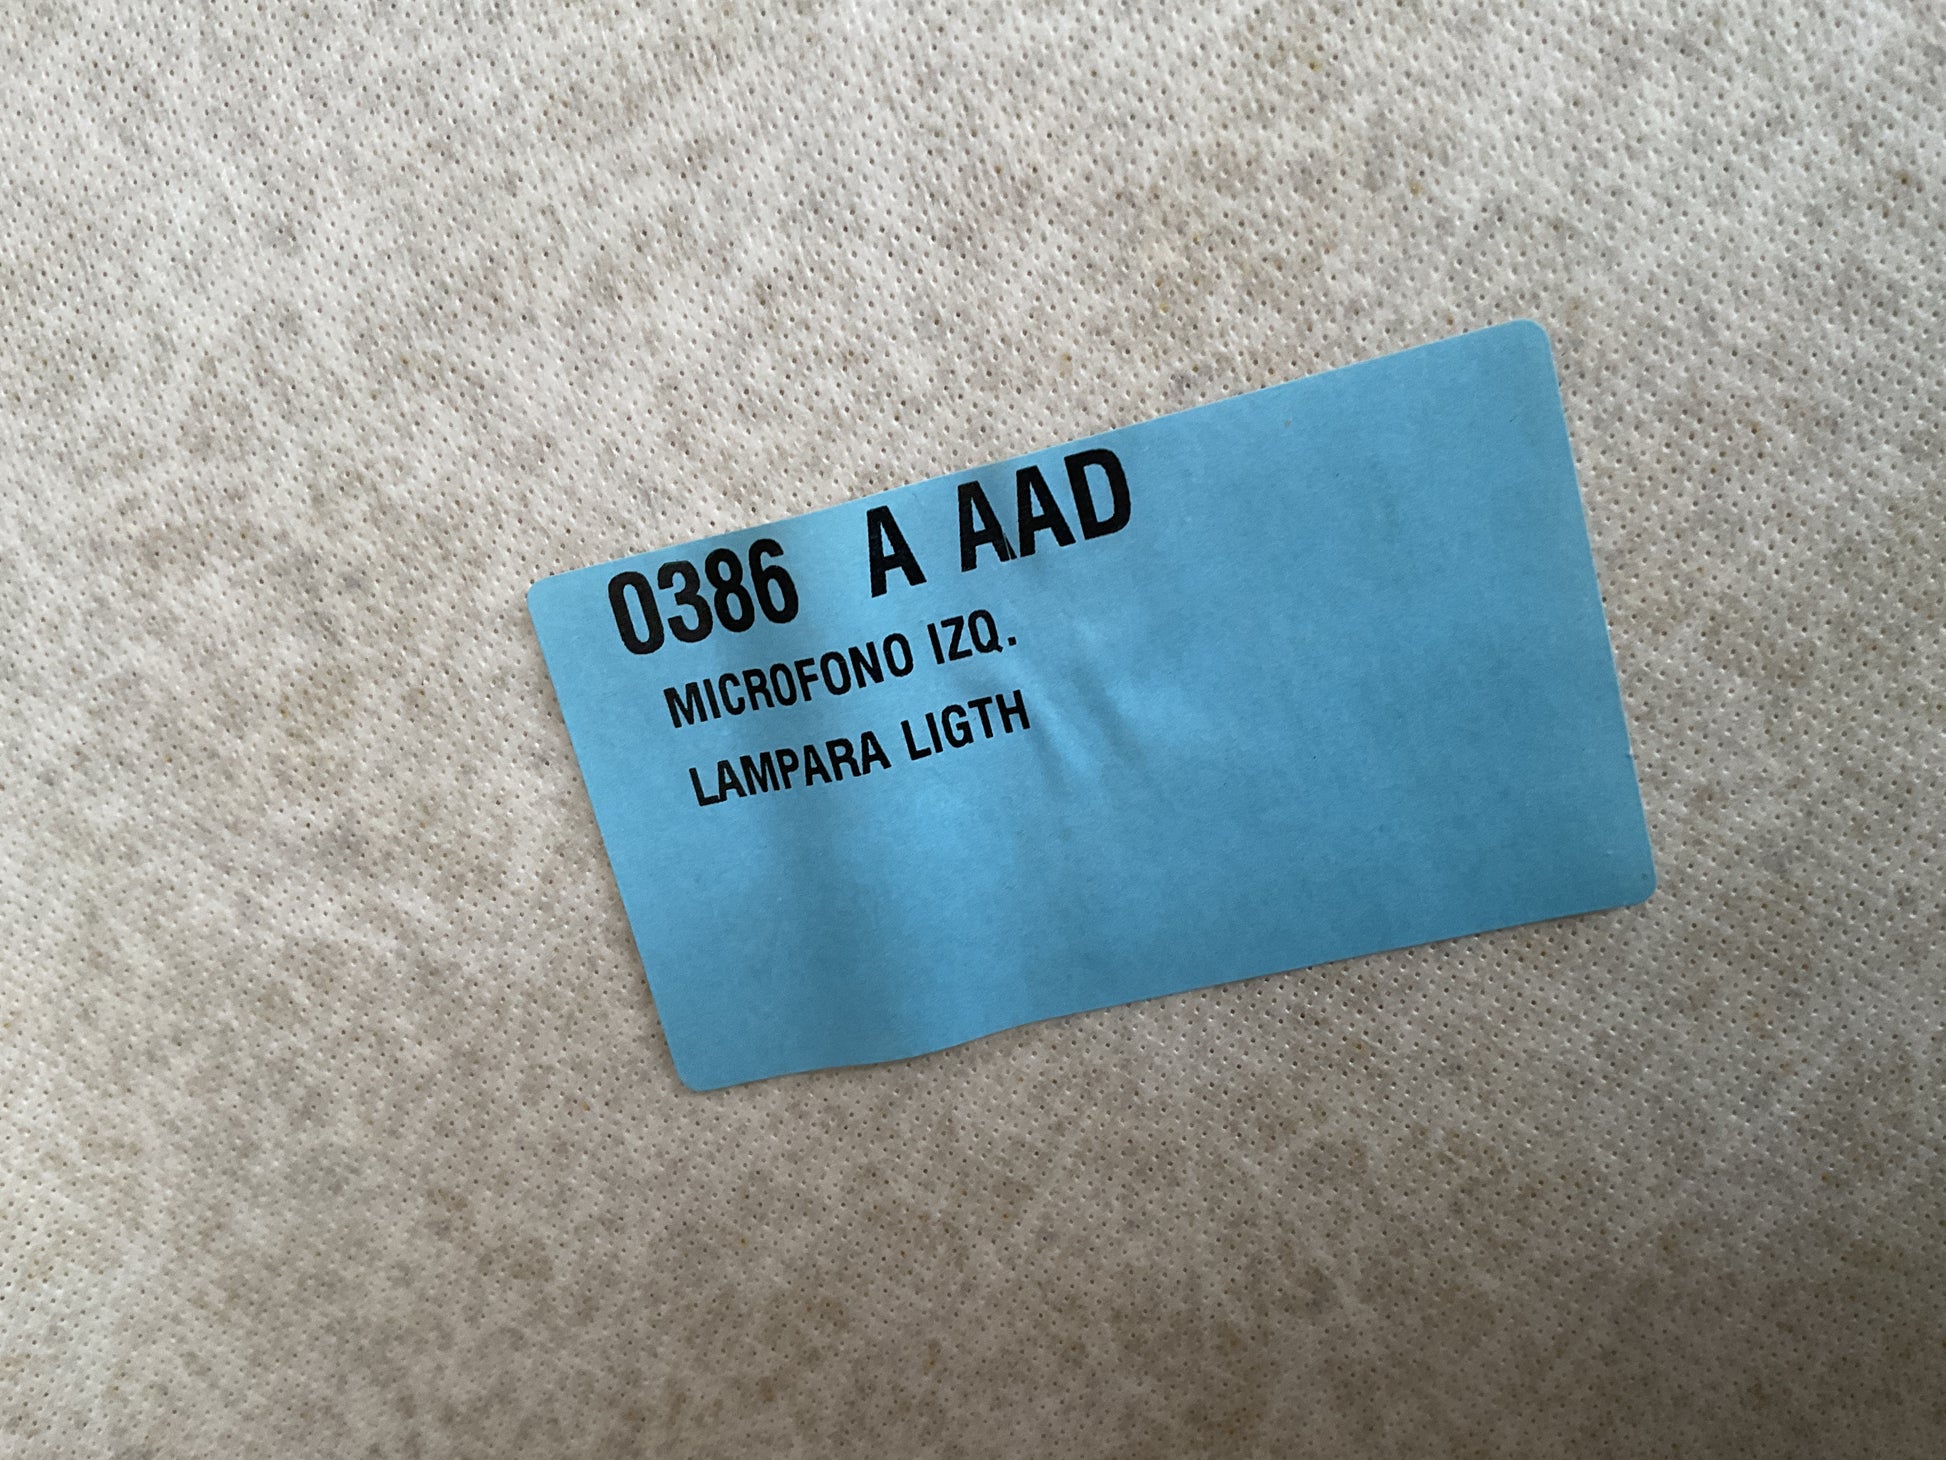 0386 A AAD
MICROFONO IZQ.
LAMPARA LIGTH